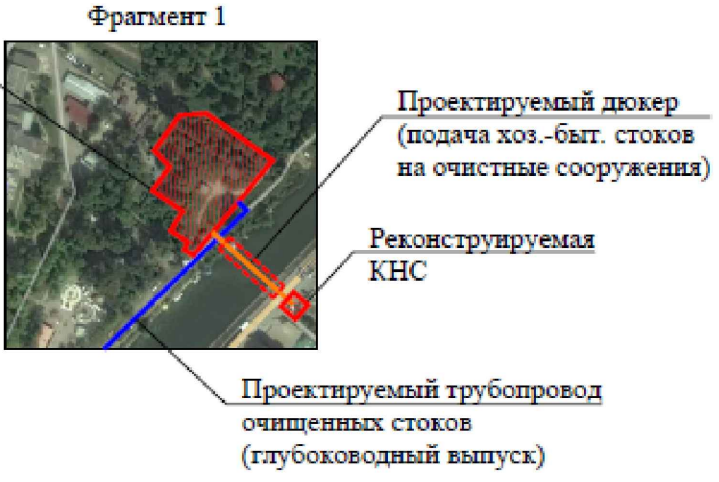 Фрагмент 1
Проектируемый дюкер
(подача хоз.-быт. стоков
на очистные сооружения)
Реконструируемая
КНС
Проектируемый трубопровод
очищенных стоков
(глубоководный выпуск)